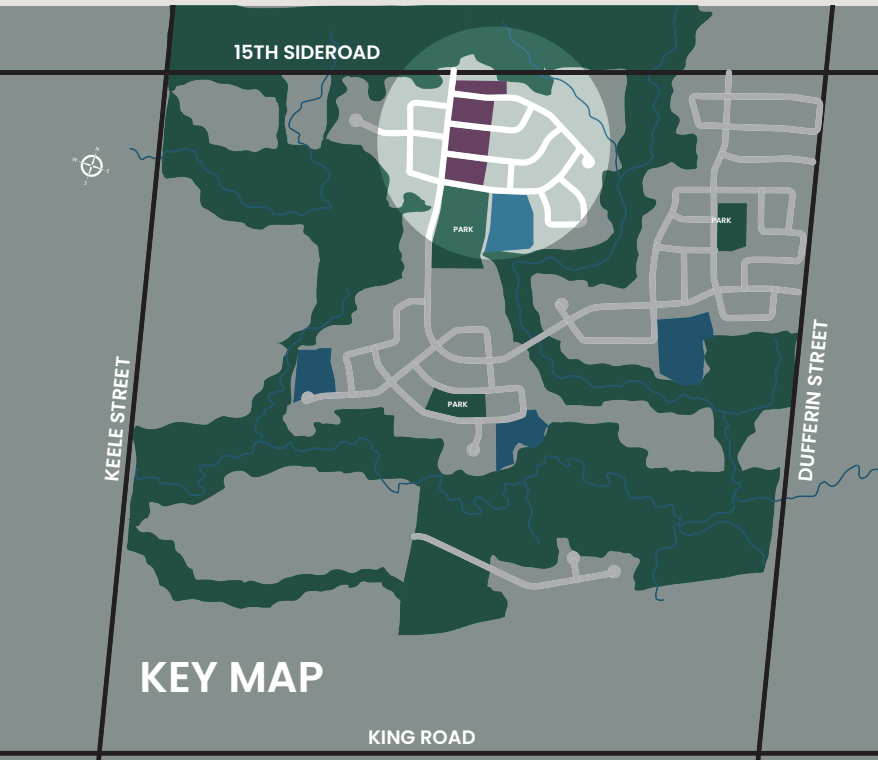 15TH SIDEROAD
N
W
E
S
PARK
PARK
KEELE STREET
DUFFERIN STREET
PARK
KEY MAP
KING ROAD